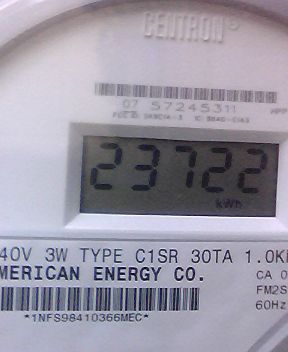 CENTRON®
07 57245311
23722
kWh
40V 3W TYPE C1SR 30TA 1.0K
MERICAN ENERGY CO.
CA 0
FM2S
60Hz
*1NFS98410366MEC*